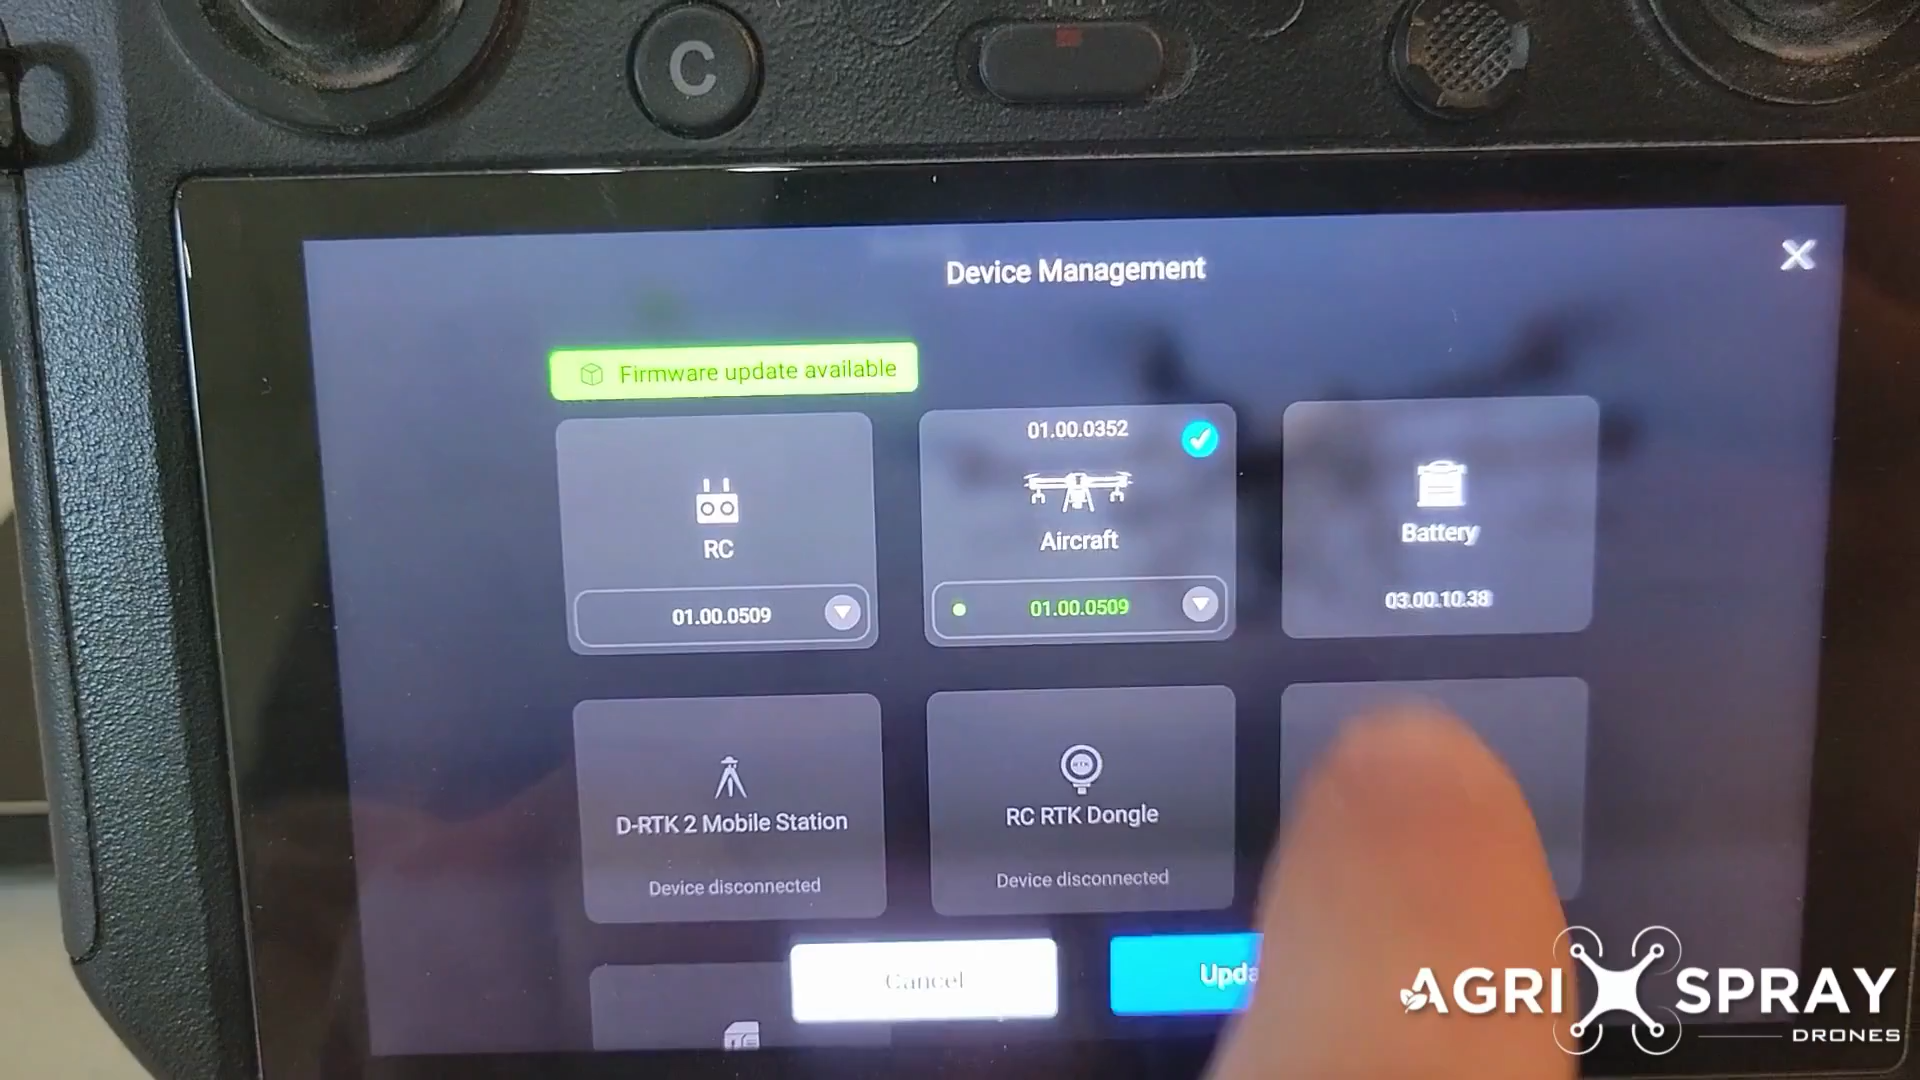 C
Device Management
Firmware update available
RC
01.00.0509
01.00.0352
Aircraft
01.00.0509
Battery
03.00.10.38
D-RTK 2 Mobile Station
Device disconnected
RTK
RC RTK Dongle
Device disconnected
Cancel
Upda
AGRI SPRAY
DRONES